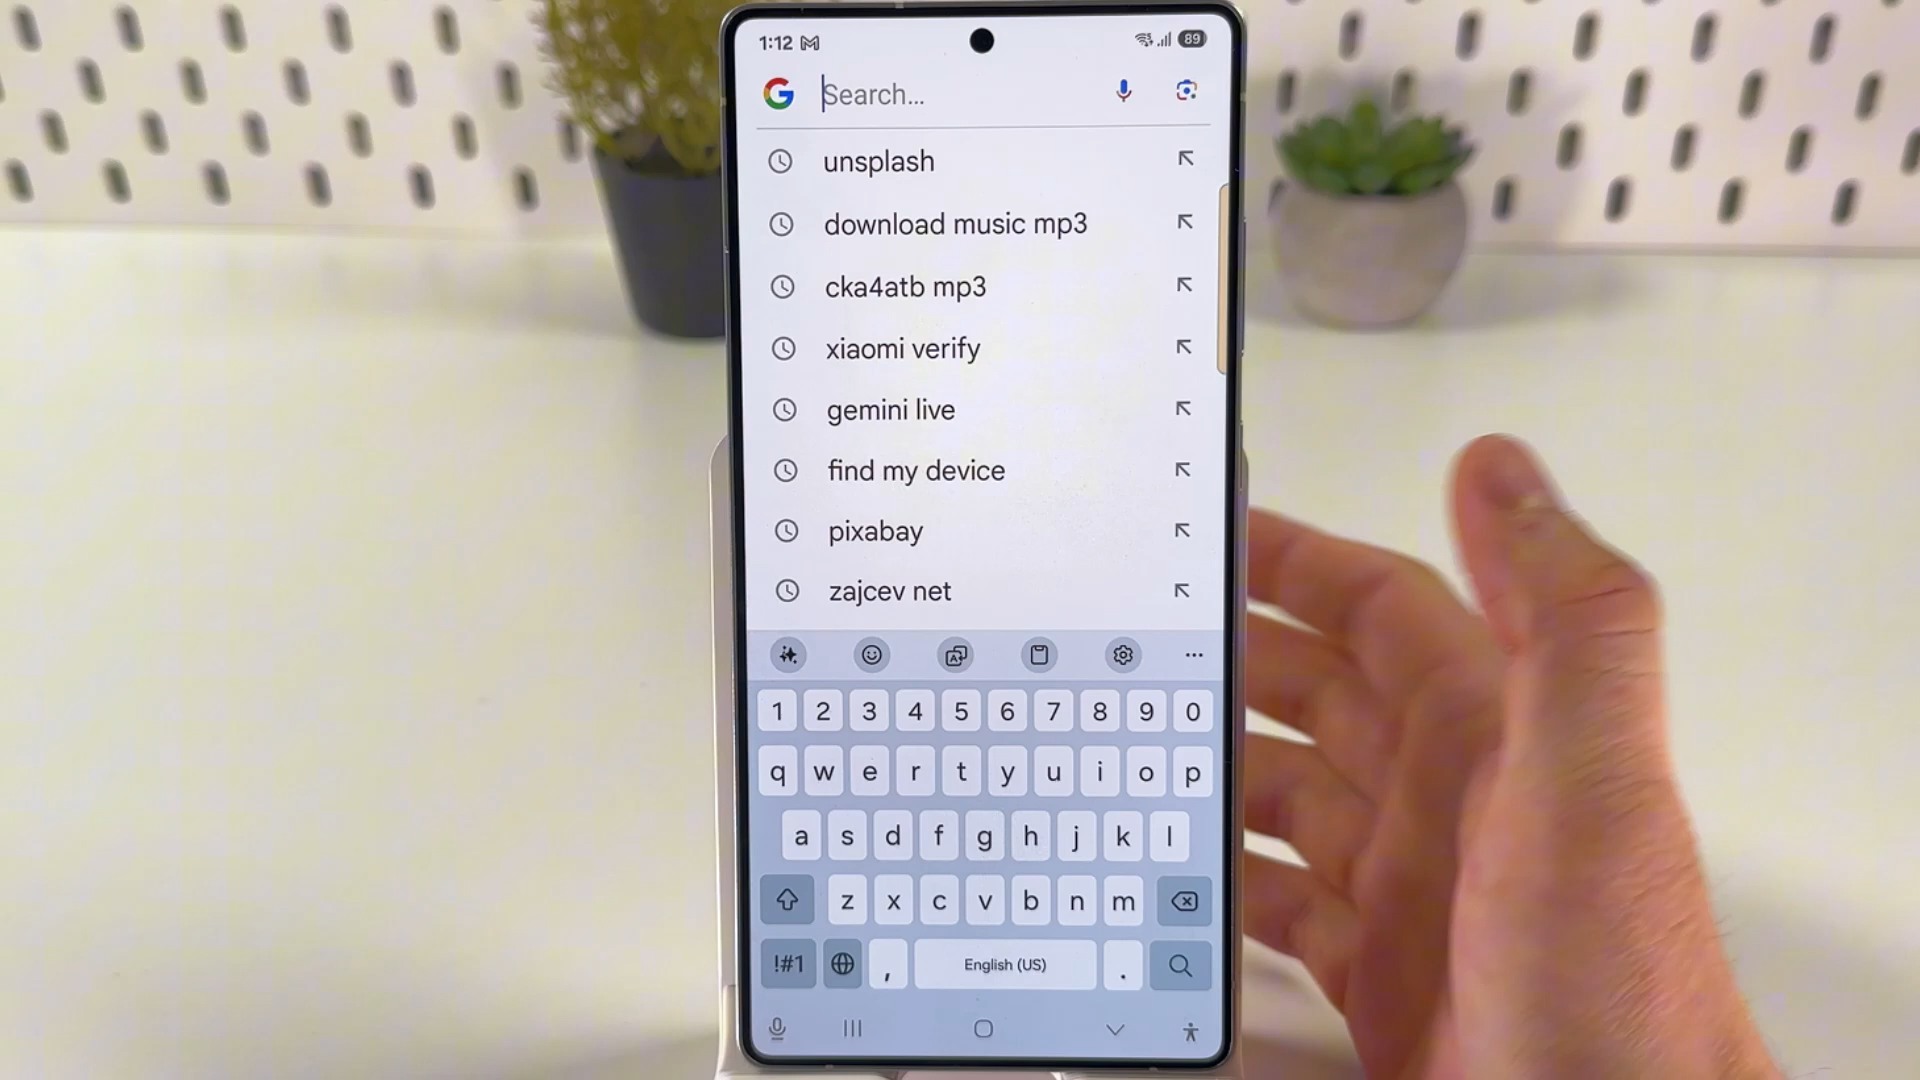 1:12
89
Search...
unsplash
download music mp3
cka4atb mp3
xiaomi verify
gemini live
find my device
pixabay
zajcev net
1 2 3 4 5 6 7 8 9 0
q w e r t y u i o p
a s d f g h j k l
z x c v b n m
!#1 , English (US) .